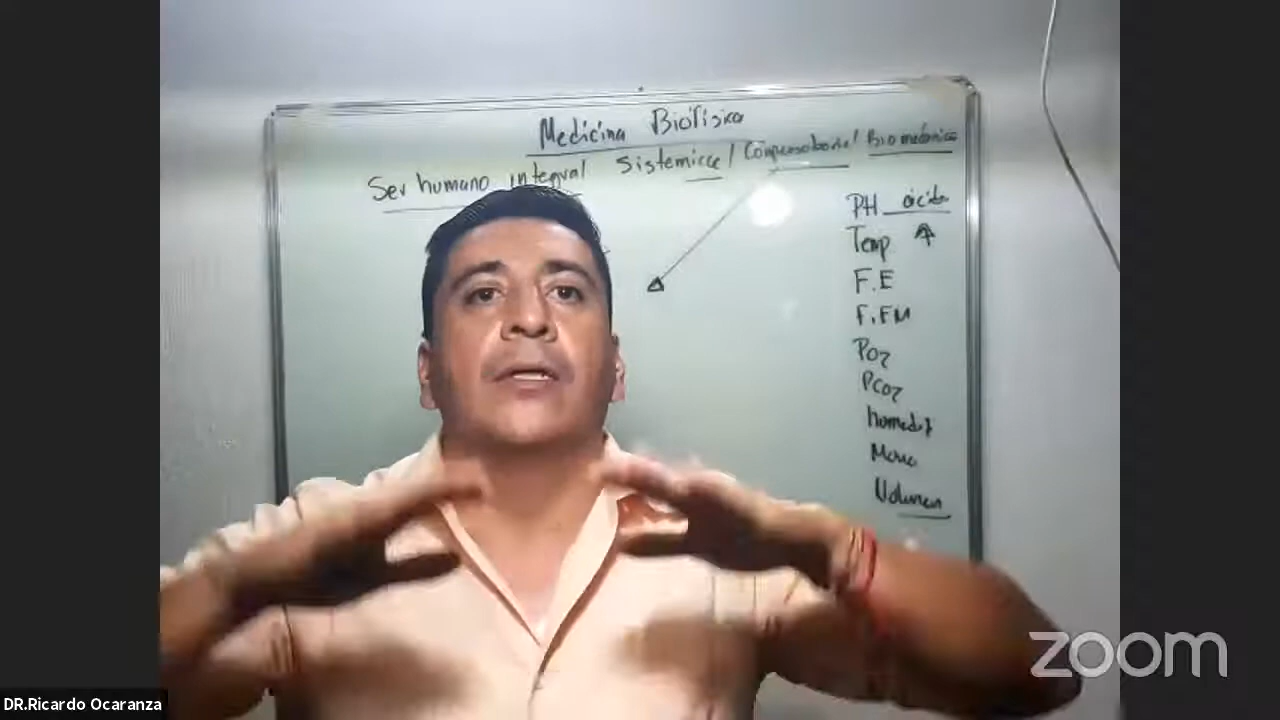 Medicina Biofísica
Ser humano integral Sistemica / Compensatoria / Biomecánica
PH ácido
Temp
F.E
F.FM
PO2
PCO2
humedad
Masa
Volumen
zoom
DR.Ricardo Ocaranza